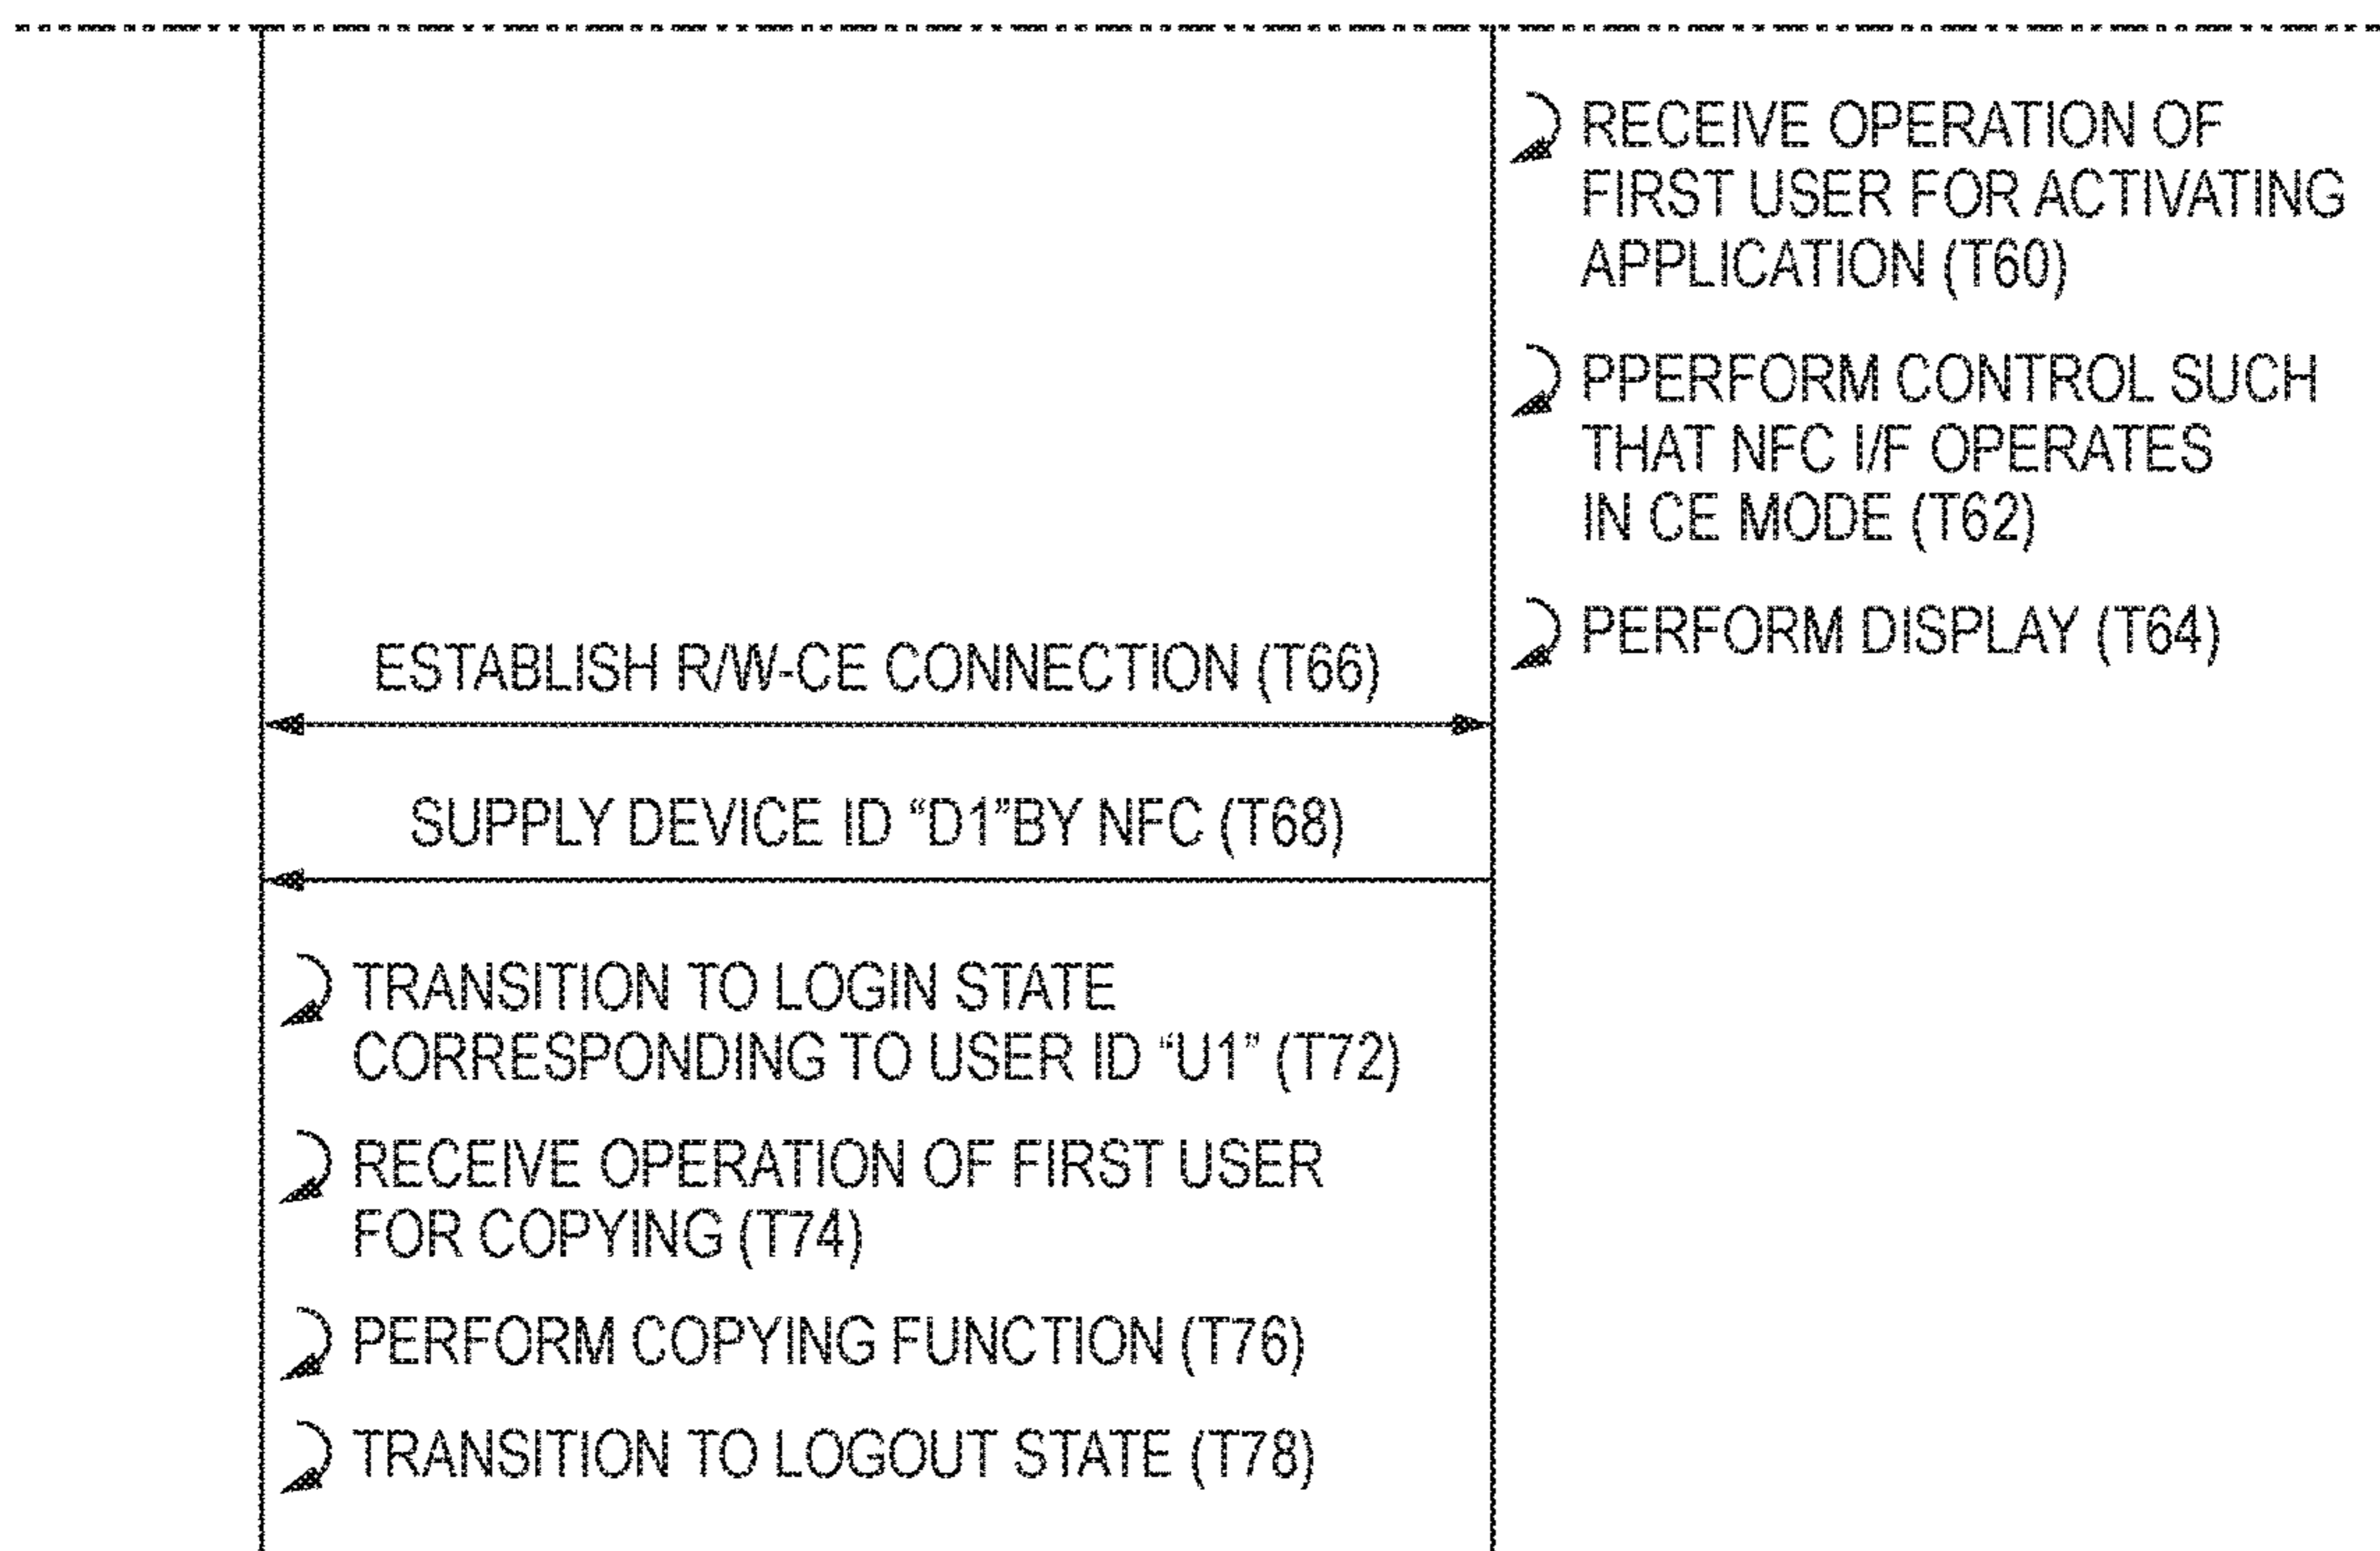 RECEIVE OPERATION OF
FIRST USER FOR ACTIVATING
APPLICATION (T60)
PPERFORM CONTROL SUCH
THAT NFC I/F OPERATES
IN CE MODE (T62)
PERFORM DISPLAY (T64)
ESTABLISH R/W-CE CONNECTION (T66)
SUPPLY DEVICE ID “D1”BY NFC (T68)
TRANSITION TO LOGIN STATE
CORRESPONDING TO USER ID “U1” (T72)
RECEIVE OPERATION OF FIRST USER
FOR COPYING (T74)
PERFORM COPYING FUNCTION (T76)
TRANSITION TO LOGOUT STATE (T78)